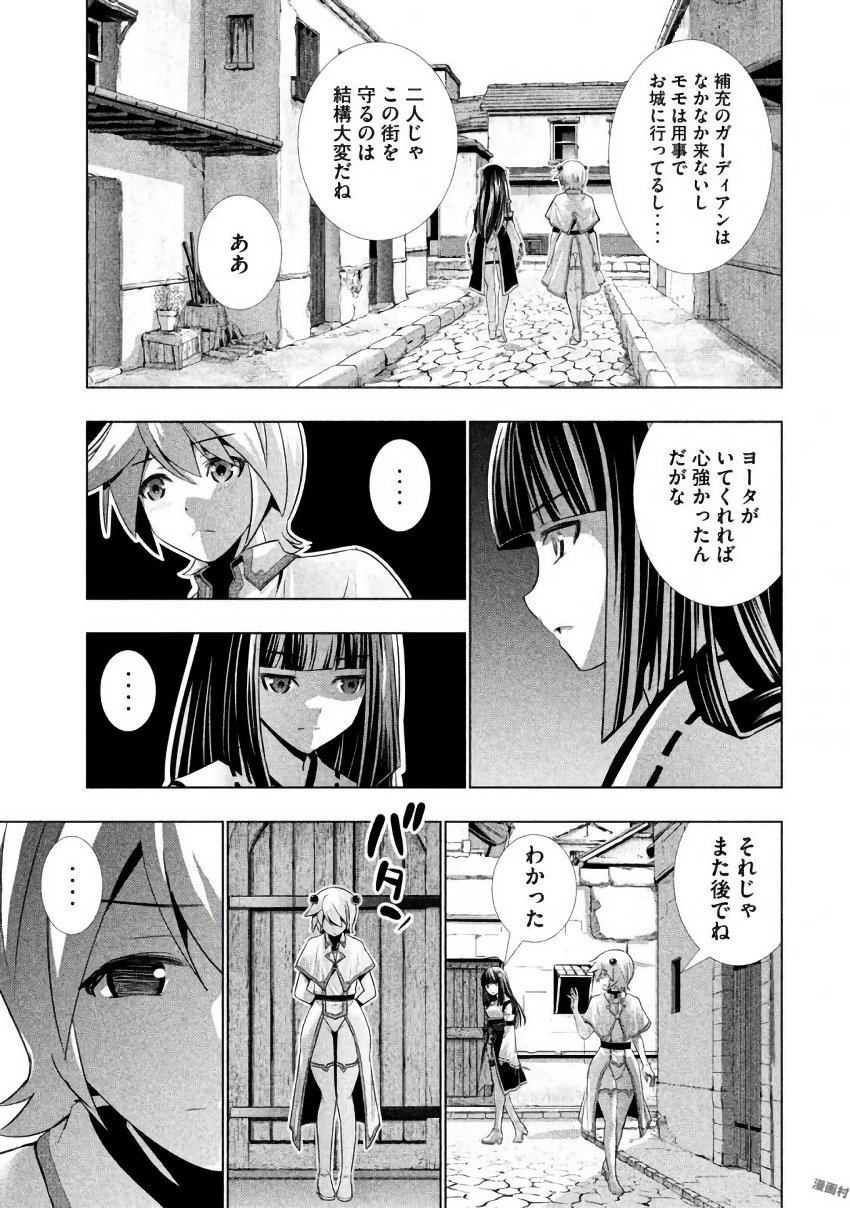 補充のガーディアンは
なかなか来ないし
モモは用事で
お城に行ってるし‥‥
二人じゃ
この街を
守るのは
結構大変だね
ああ
ヨータが
いてくれれば
心強かったん
だがな
‥‥
‥‥
それじゃ
また後でね
わかった
バタン
‥‥
漫画村